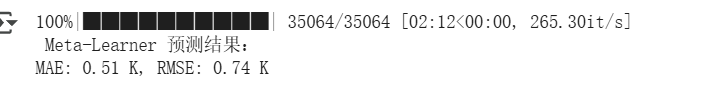 100%|██████████| 35064/35064 [02:12<00:00, 265.30it/s]
Meta-Learner 预测结果:
MAE: 0.51 K, RMSE: 0.74 K